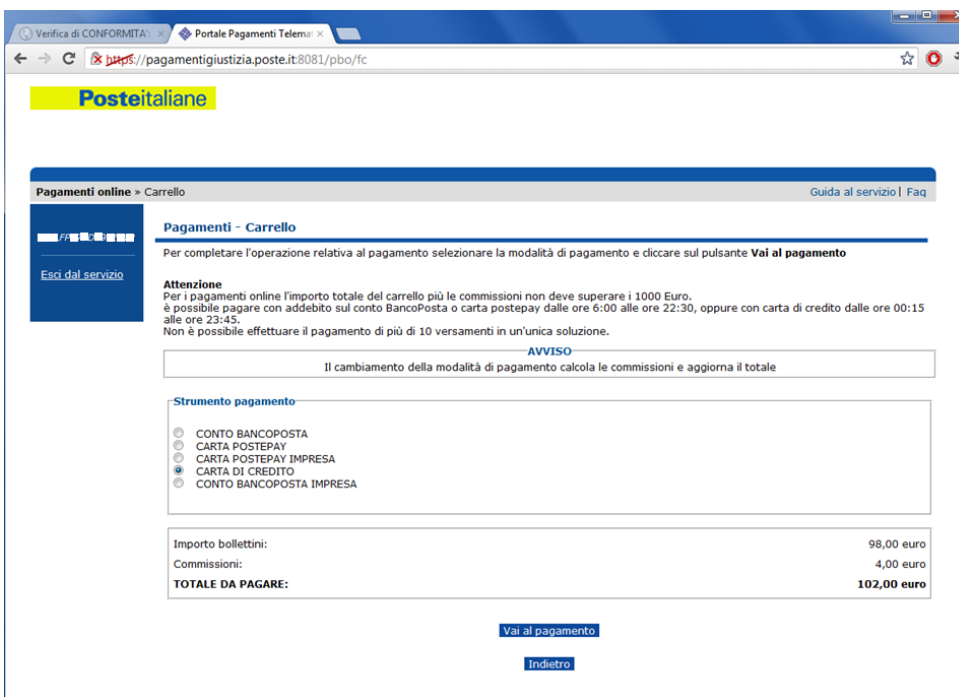 Verifica di CONFORMITA':
Portale Pagamenti Telemat
https://pagamentigiustizia.poste.it:8081/pbo/fc
Posteitaliane
Pagamenti online » Carrello
Guida al servizio | Faq
Esci dal servizio
Pagamenti - Carrello
Per completare l'operazione relativa al pagamento selezionare la modalità di pagamento e cliccare sul pulsante Vai al pagamento
Attenzione
Per i pagamenti online l'importo totale del carrello più le commissioni non deve superare i 1000 Euro.
è possibile pagare con addebito sul conto BancoPosta o carta postepay dalle ore 6:00 alle ore 22:30, oppure con carta di credito dalle ore 00:15
alle ore 23:45.
Non è possibile effettuare il pagamento di più di 10 versamenti in un'unica soluzione.
AVVISO
Il cambiamento della modalità di pagamento calcola le commissioni e aggiorna il totale
Strumento pagamento
CONTO BANCOPOSTA
CARTA POSTEPAY
CARTA POSTEPAY IMPRESA
CARTA DI CREDITO
CONTO BANCOPOSTA IMPRESA
Importo bollettini: 98,00 euro
Commissioni: 4,00 euro
TOTALE DA PAGARE: 102,00 euro
Vai al pagamento
Indietro